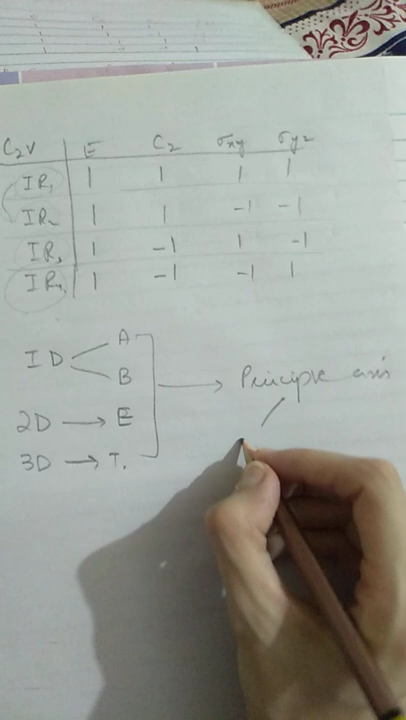 C2V E C2 σxy σyz
IR1 1 1 1 1
IR2 1 1 -1 -1
IR3 1 -1 1 -1
IR4 1 -1 -1 1
1D A
B
2D → E
3D → T.
→ Principle axis